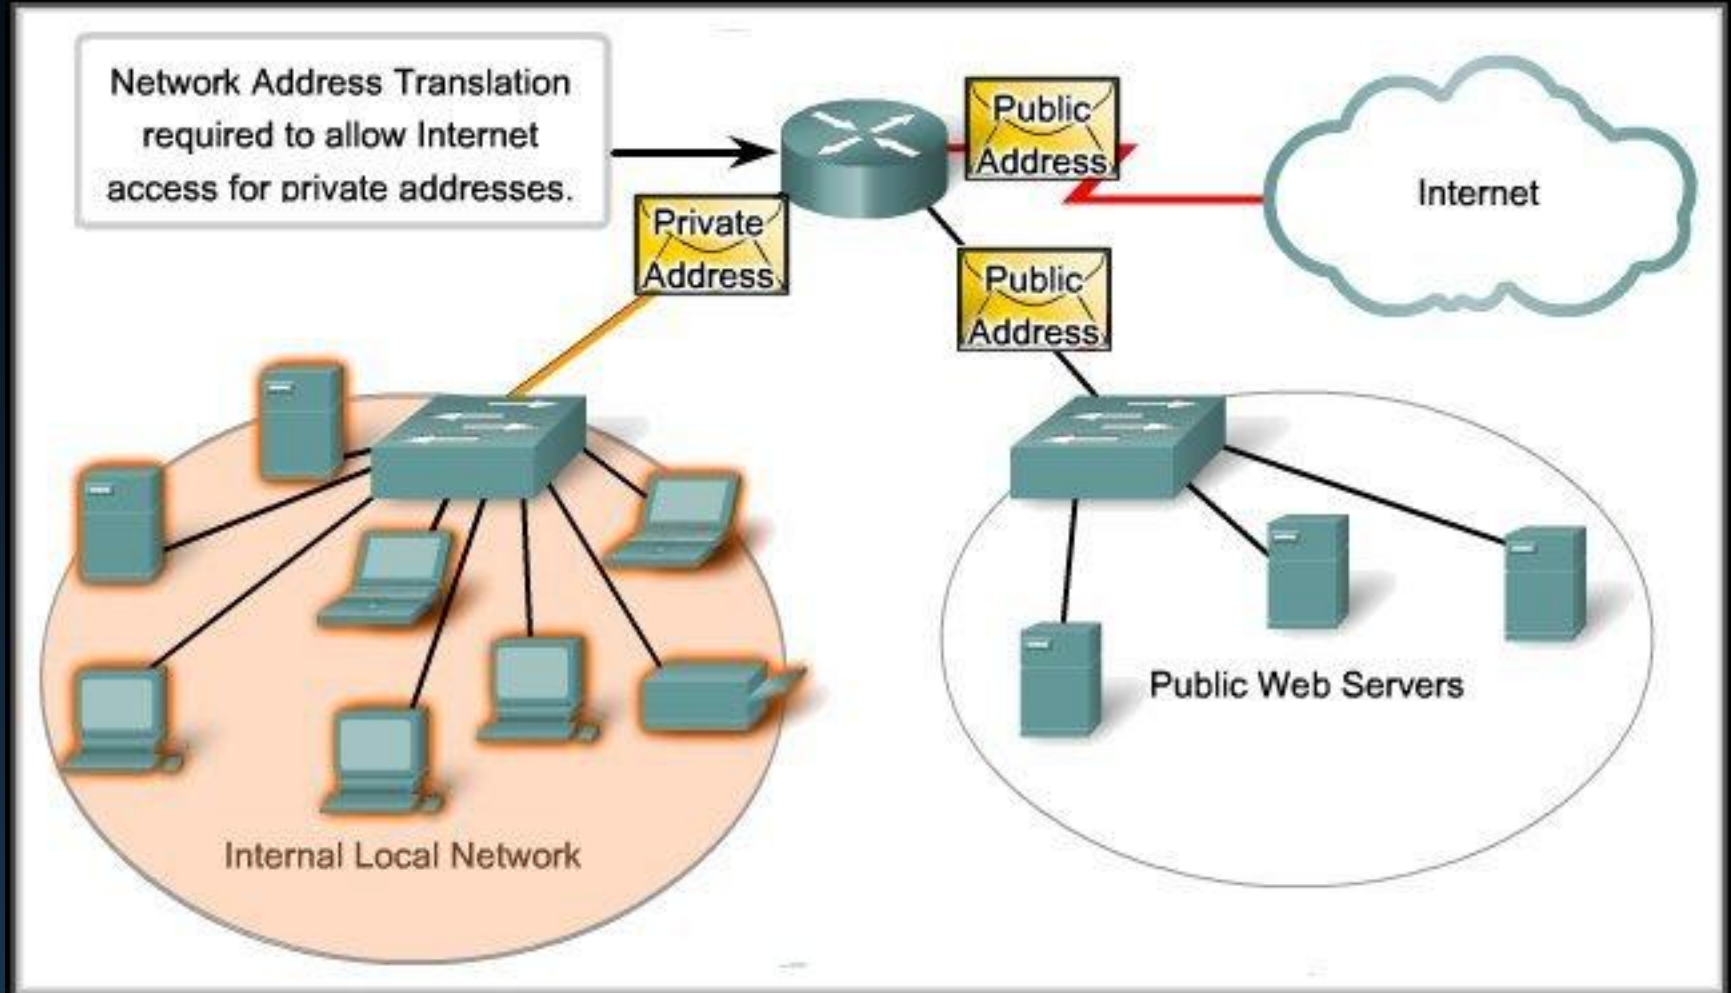 Network Address Translation
required to allow Internet
access for private addresses.
Public
Address
Internet
Private
Address
Public
Address
Public Web Servers
Internal Local Network